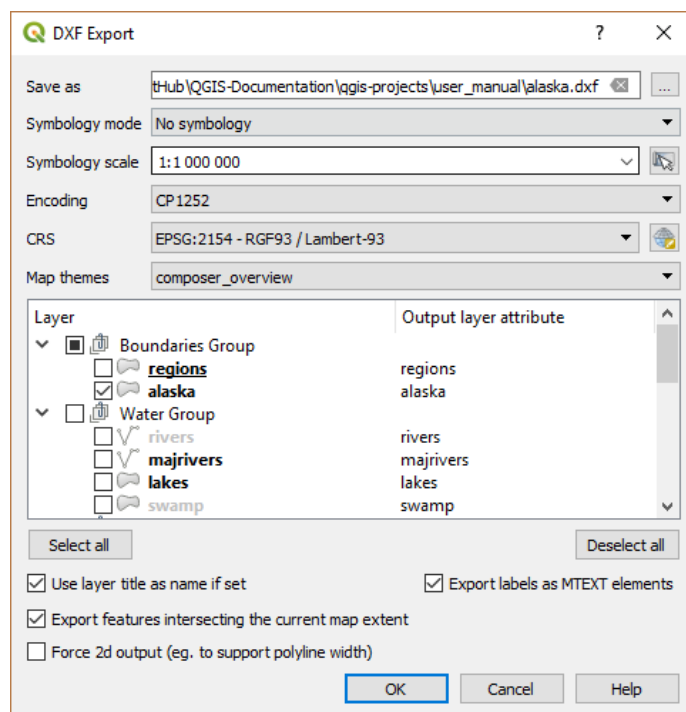 DXF Export
Save as tHub\QGIS-Documentation\qgis-projects\user_manual\alaska.dxf ...
Symbology mode No symbology
Symbology scale 1:1 000 000
Encoding CP1252
CRS EPSG:2154 - RGF93 / Lambert-93
Map themes composer_overview
Layer Output layer attribute
Boundaries Group
regions regions
alaska alaska
Water Group
rivers rivers
majrivers majrivers
lakes lakes
swamp swamp
Select all Deselect all
Use layer title as name if set Export labels as MTEXT elements
Export features intersecting the current map extent
Force 2d output (eg. to support polyline width)
OK Cancel Help